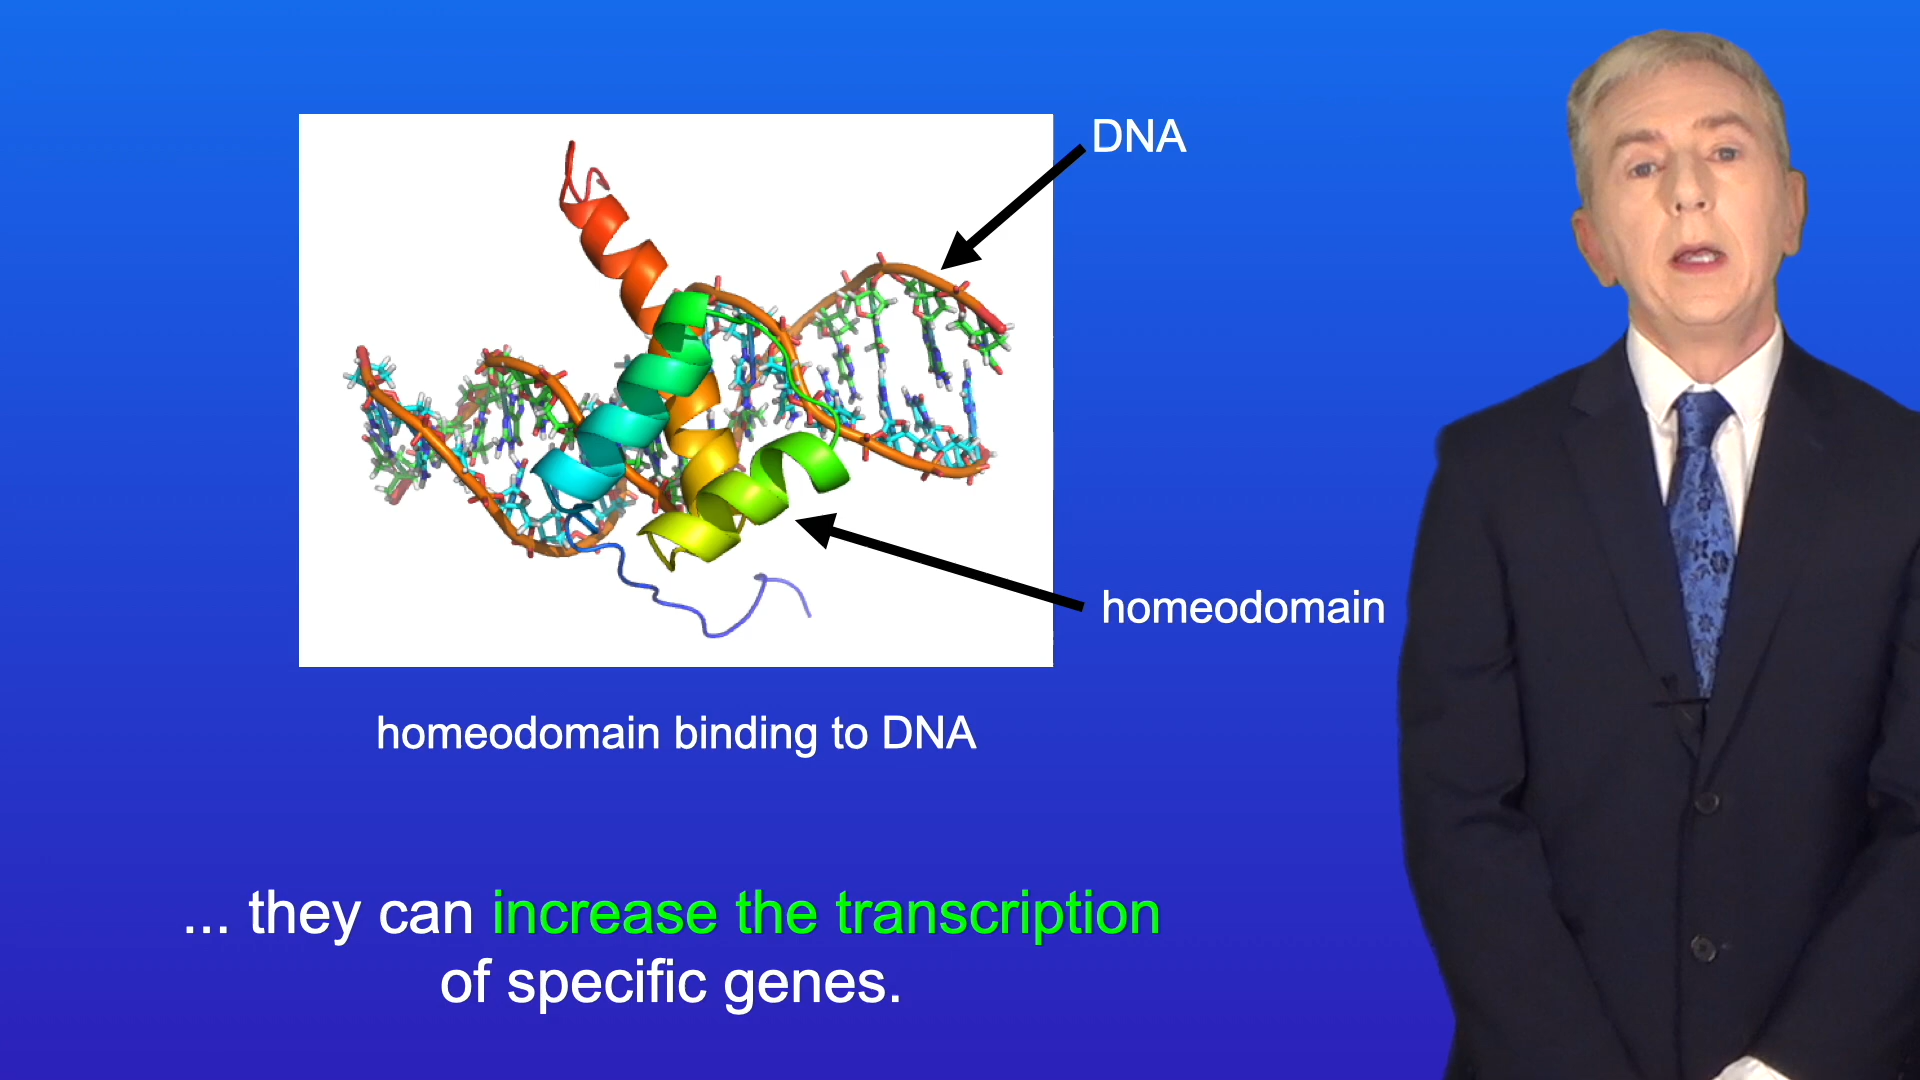 DNA
homeodomain
homeodomain binding to DNA
... they can increase the transcription
of specific genes.